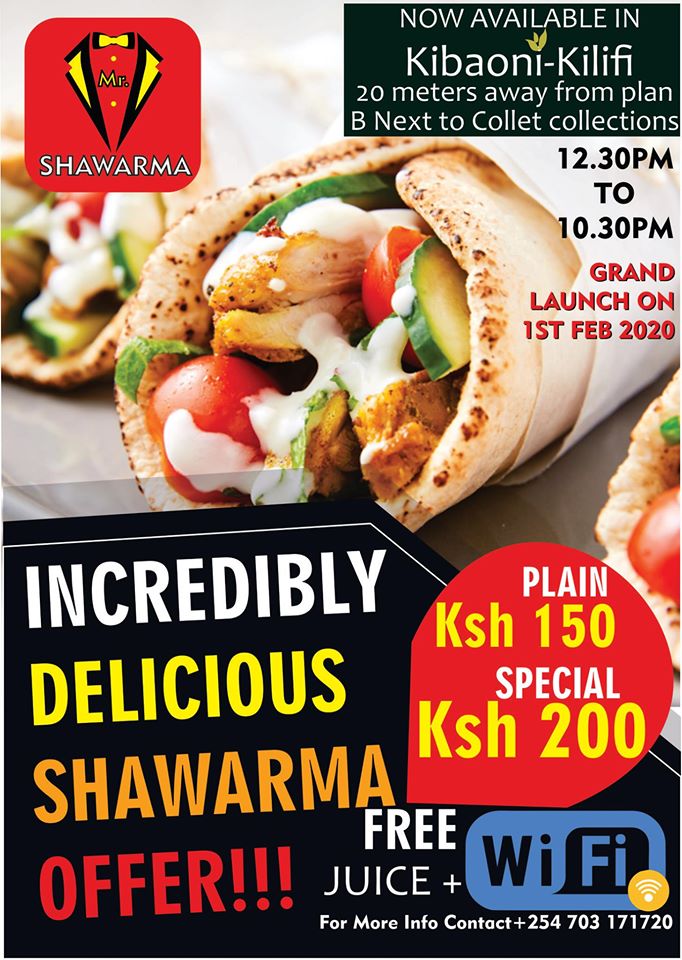 Mr.
SHAWARMA
NOW AVAILABLE IN
Kibaoni-Kilifi
20 meters away from plan
B Next to Collet collections
12.30PM
TO
10.30PM
GRAND
LAUNCH ON
1ST FEB 2020
INCREDIBLY
DELICIOUS
SHAWARMA
OFFER!!!
PLAIN
Ksh 150
SPECIAL
Ksh 200
FREE
JUICE +
Wi Fi
For More Info Contact+254 703 171720